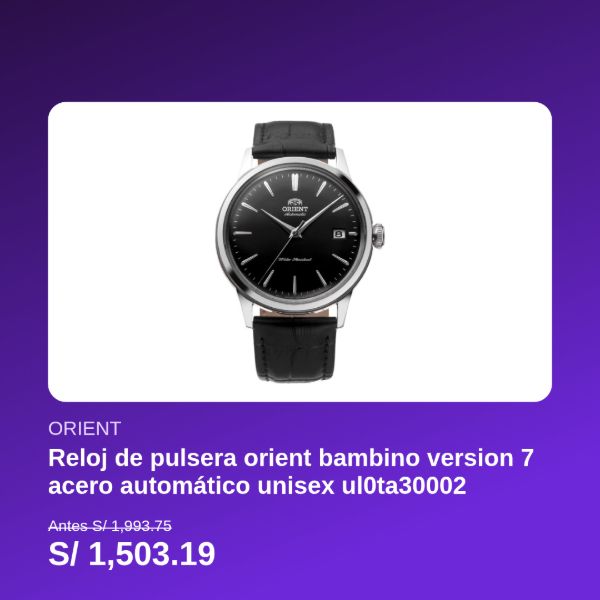 ORIENT
Automatic
8
Water Resistant
ORIENT
Reloj de pulsera orient bambino version 7
acero automático unisex ul0ta30002
Antes S/ 1,993.75
S/ 1,503.19